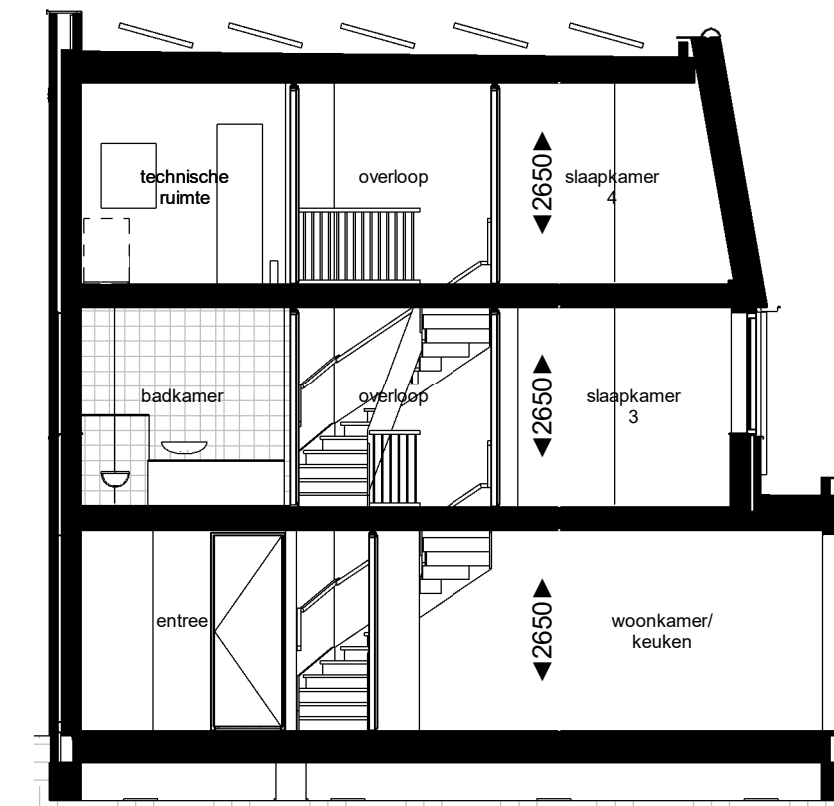 technische
ruimte
overloop
2650
slaapkamer
4
badkamer
overloop
2650
slaapkamer
3
entree
2650
woonkamer/
keuken